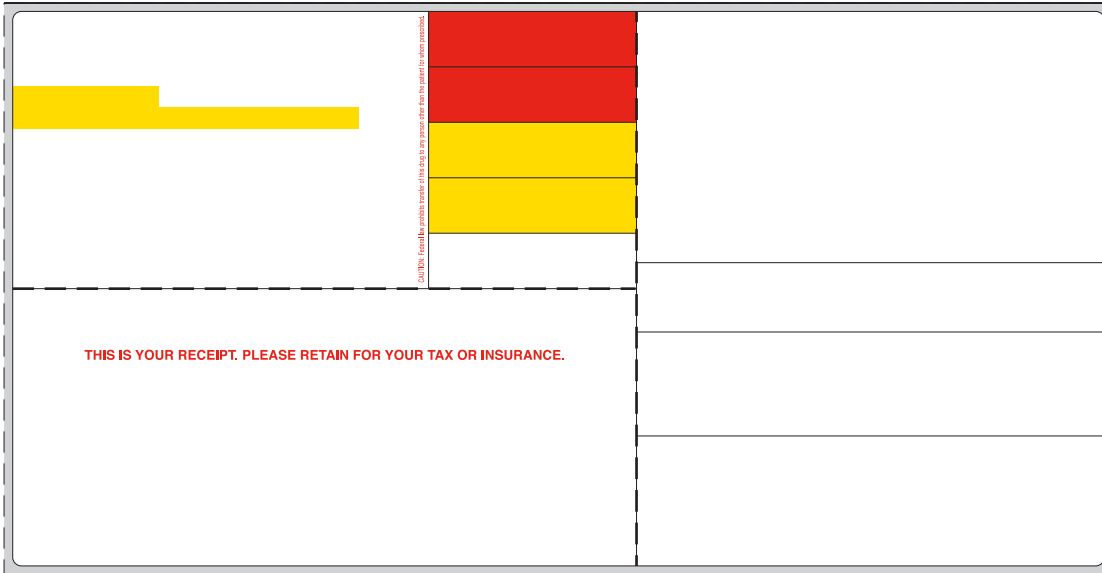 CAUTION: Federal law prohibits transfer of this drug to any person other than the patient for whom prescribed.
THIS IS YOUR RECEIPT. PLEASE RETAIN FOR YOUR TAX OR INSURANCE.